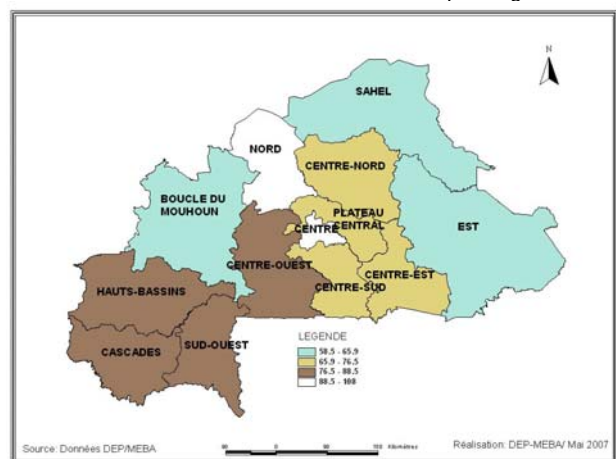 N
SAHEL
NORD
CENTRE-NORD
BOUCLE DU
MOUHOUN
PLATEAU
CENTRAL
CENTRE
EST
CENTRE-OUEST
CENTRE-EST
CENTRE-SUD
HAUTS-BASSINS
SUD-OUEST
CASCADES
LEGENDE
58.5 - 65.9
65.9 - 76.5
76.5 - 88.5
88.5 - 108
Source: Données DEP/MEBA
0
Kilomètres
Réalisation: DEP-MEBA/ Mai 2007